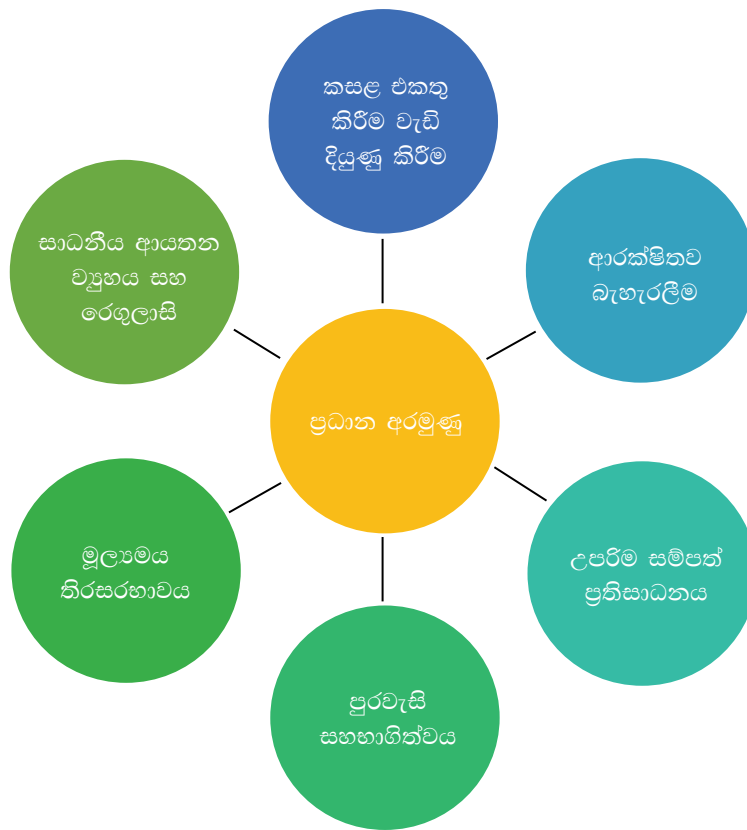 කසළ එකතු
කිරීම වැඩි
දියුණු කිරීම
සාධනීය ආයතන
ව්‍යුහය සහ
රෙගුලාසි
ආරක්ෂිතව
බැහැරලීම
ප්‍රධාන අරමුණු
මූල්‍යමය
තිරසරභාවය
උපරිම සම්පත්
ප්‍රතිසාධනය
පුරවැසි
සහභාගිත්වය